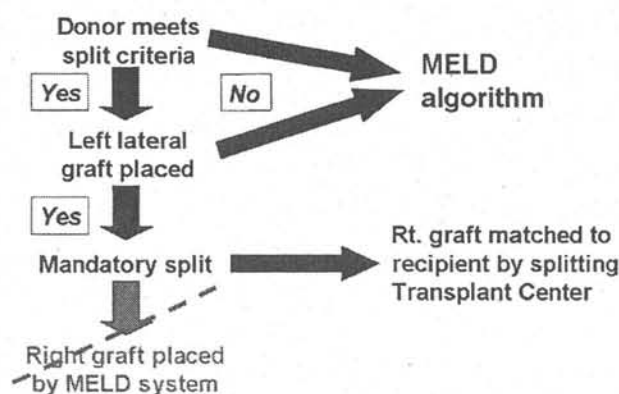 Donor meets
split criteria
MELD
algorithm
Yes
No
Left lateral
graft placed
Yes
Mandatory split
Rt. graft matched to
recipient by splitting
Transplant Center
Right graft placed
by MELD system